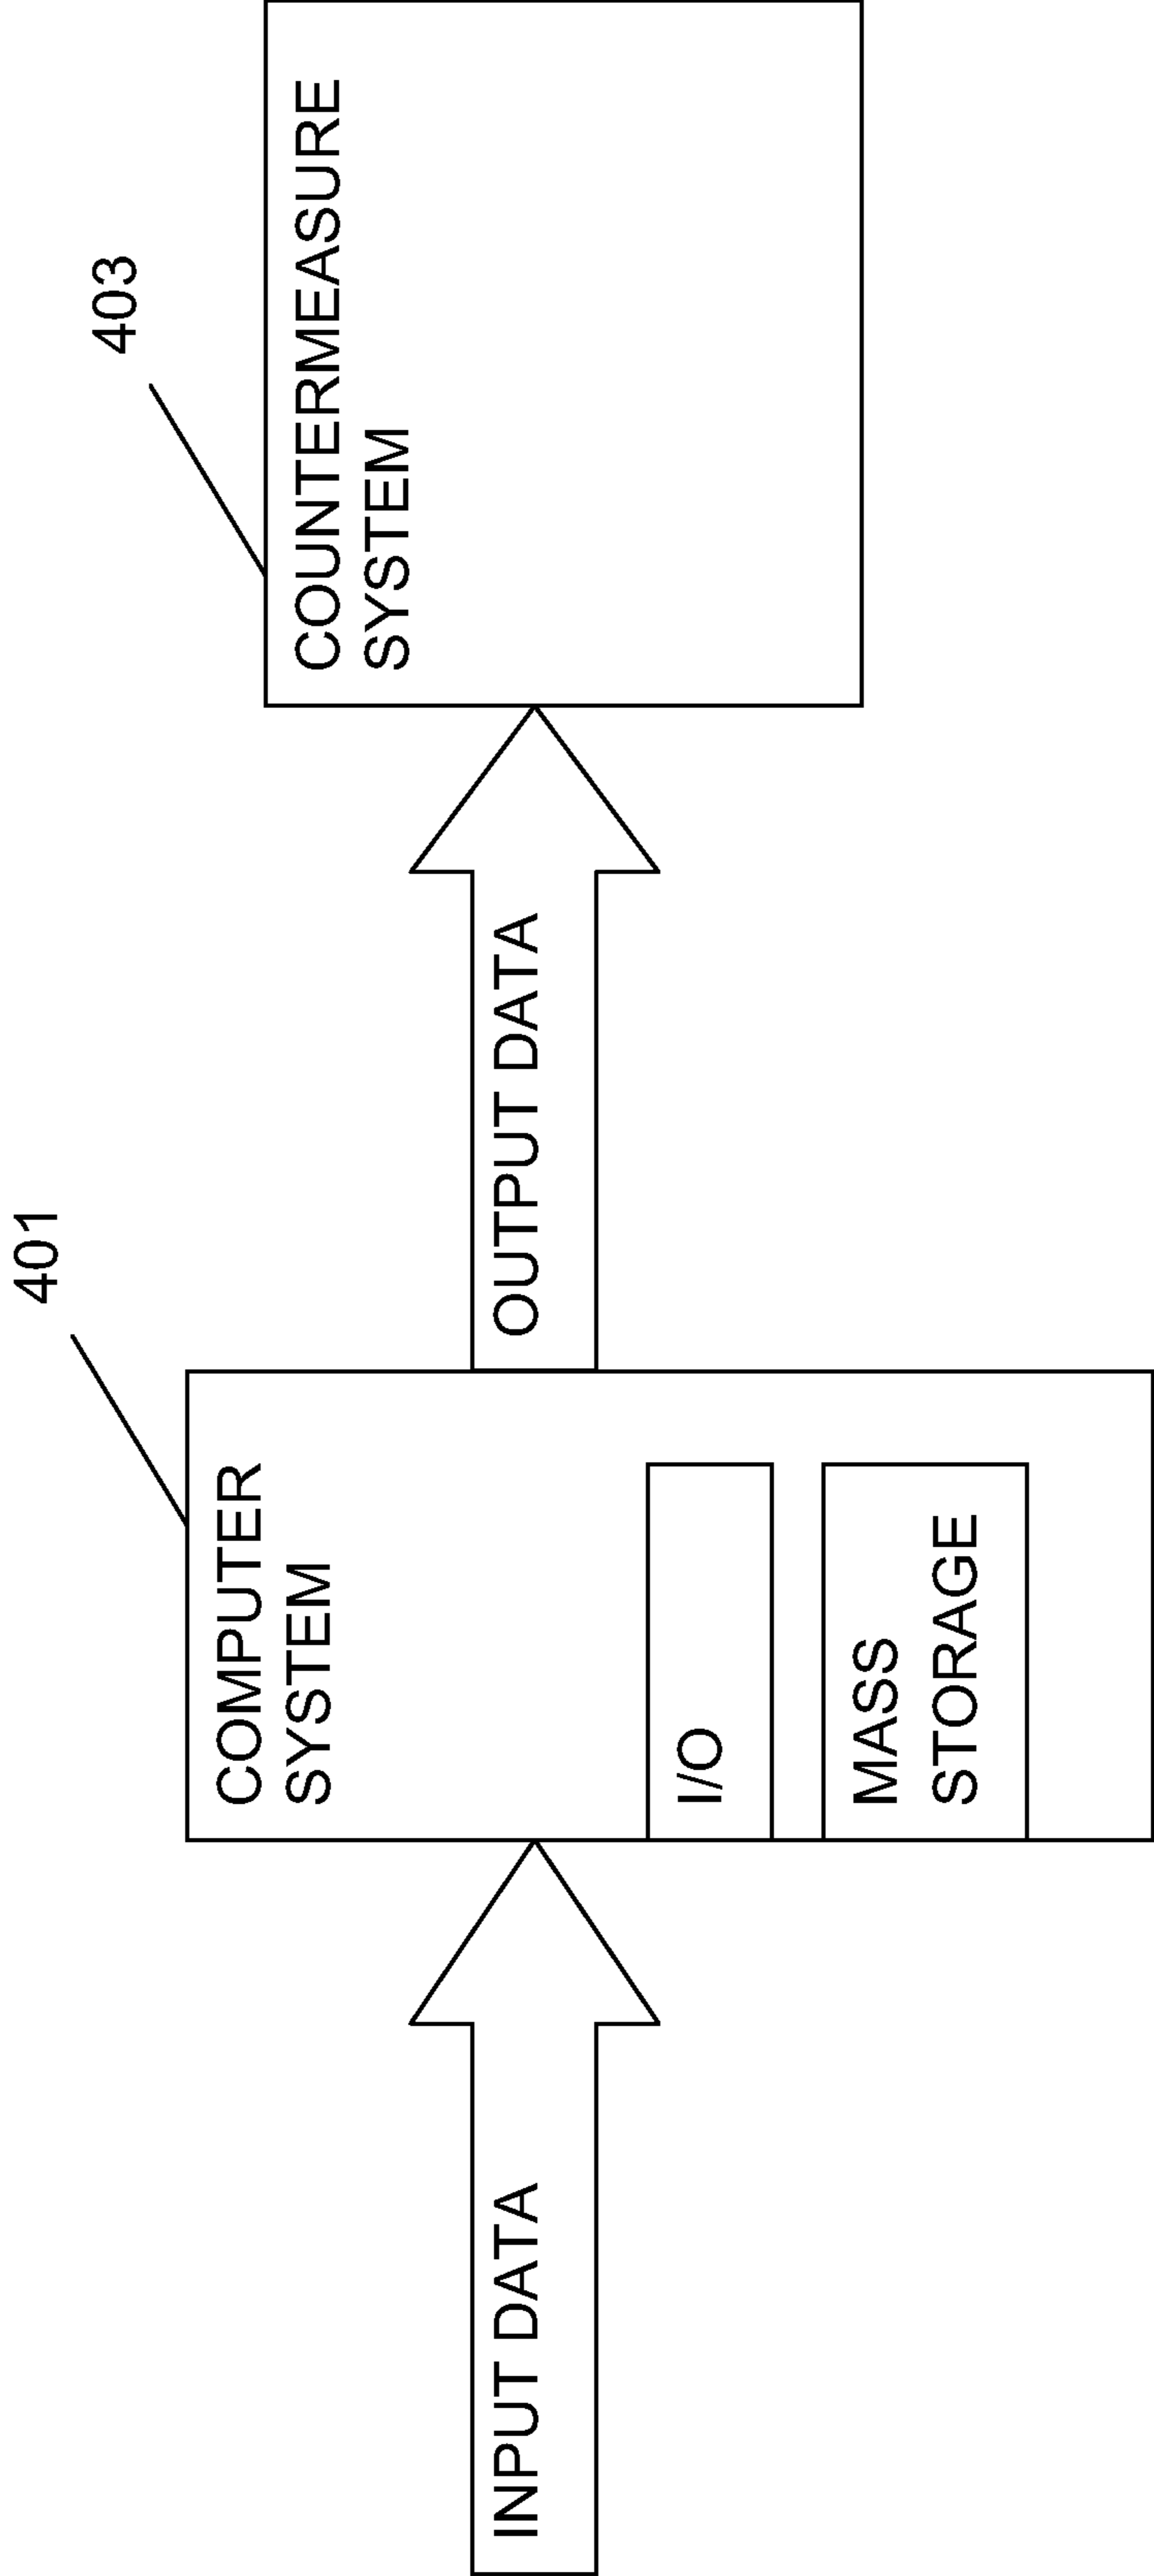 401
403
INPUT DATA
COMPUTER
SYSTEM
I/O
MASS
STORAGE
OUTPUT DATA
COUNTERMEASURE
SYSTEM